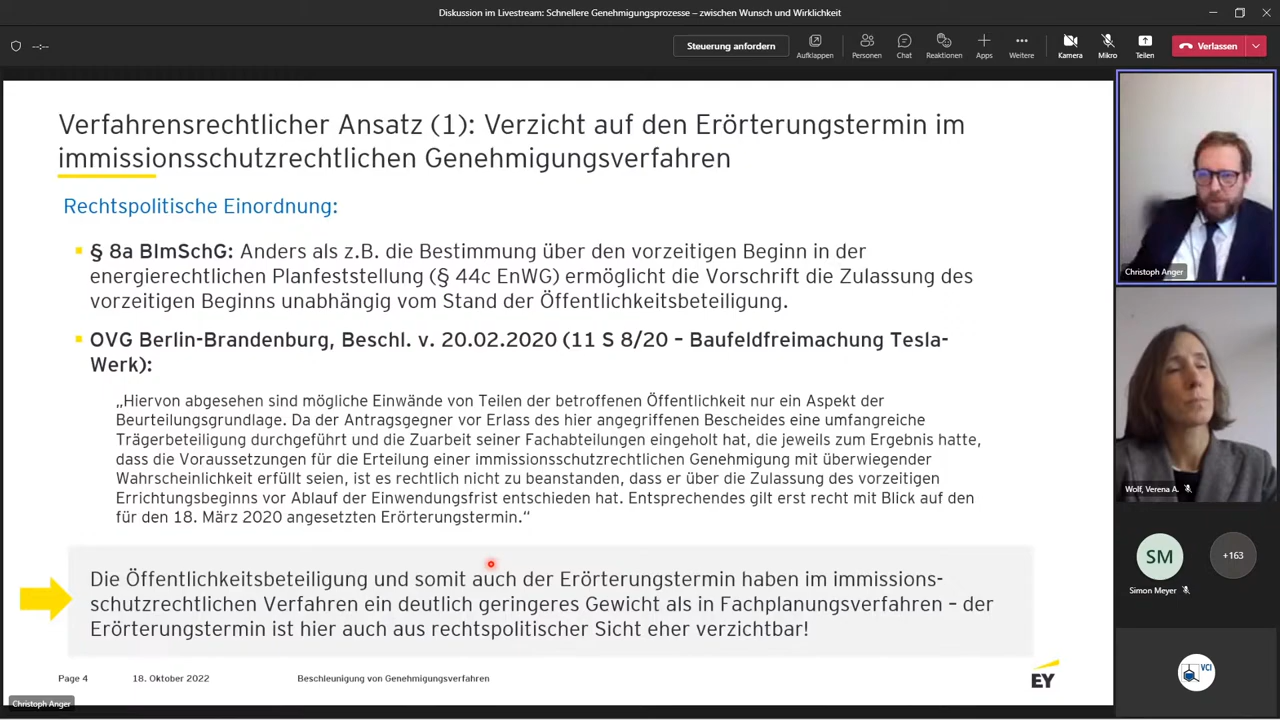 Diskussion im Livestream: Schnellere Genehmigungsprozesse – zwischen Wunsch und Wirklichkeit
--:--
Steuerung anfordern
Aufklappen
Personen
Chat
Reaktionen
Apps
Weitere
Kamera
Mikro
Teilen
Verlassen
Verfahrensrechtlicher Ansatz (1): Verzicht auf den Erörterungstermin im
immissionsschutzrechtlichen Genehmigungsverfahren
Rechtspolitische Einordnung:
§ 8a BImSchG: Anders als z.B. die Bestimmung über den vorzeitigen Beginn in der
energierechtlichen Planfeststellung (§ 44c EnWG) ermöglicht die Vorschrift die Zulassung des
vorzeitigen Beginns unabhängig vom Stand der Öffentlichkeitsbeteiligung.
OVG Berlin-Brandenburg, Beschl. v. 20.02.2020 (11 S 8/20 – Baufeldfreimachung Tesla-
Werk):
„Hiervon abgesehen sind mögliche Einwände von Teilen der betroffenen Öffentlichkeit nur ein Aspekt der
Beurteilungsgrundlage. Da der Antragsgegner vor Erlass des hier angegriffenen Bescheides eine umfangreiche
Trägerbeteiligung durchgeführt und die Zuarbeit seiner Fachabteilungen eingeholt hat, die jeweils zum Ergebnis hatte,
dass die Voraussetzungen für die Erteilung einer immissionsschutzrechtlichen Genehmigung mit überwiegender
Wahrscheinlichkeit erfüllt seien, ist es rechtlich nicht zu beanstanden, dass er über die Zulassung des vorzeitigen
Errichtungsbeginns vor Ablauf der Einwendungsfrist entschieden hat. Entsprechendes gilt erst recht mit Blick auf den
für den 18. März 2020 angesetzten Erörterungstermin.“
Die Öffentlichkeitsbeteiligung und somit auch der Erörterungstermin haben im immissions-
schutzrechtlichen Verfahren ein deutlich geringeres Gewicht als in Fachplanungsverfahren – der
Erörterungstermin ist hier auch aus rechtspolitischer Sicht eher verzichtbar!
Page 4
18. Oktober 2022
Beschleunigung von Genehmigungsverfahren
EY
Christoph Anger
Christoph Anger
Wolf, Verena A.
SM
+163
Simon Meyer
VCI